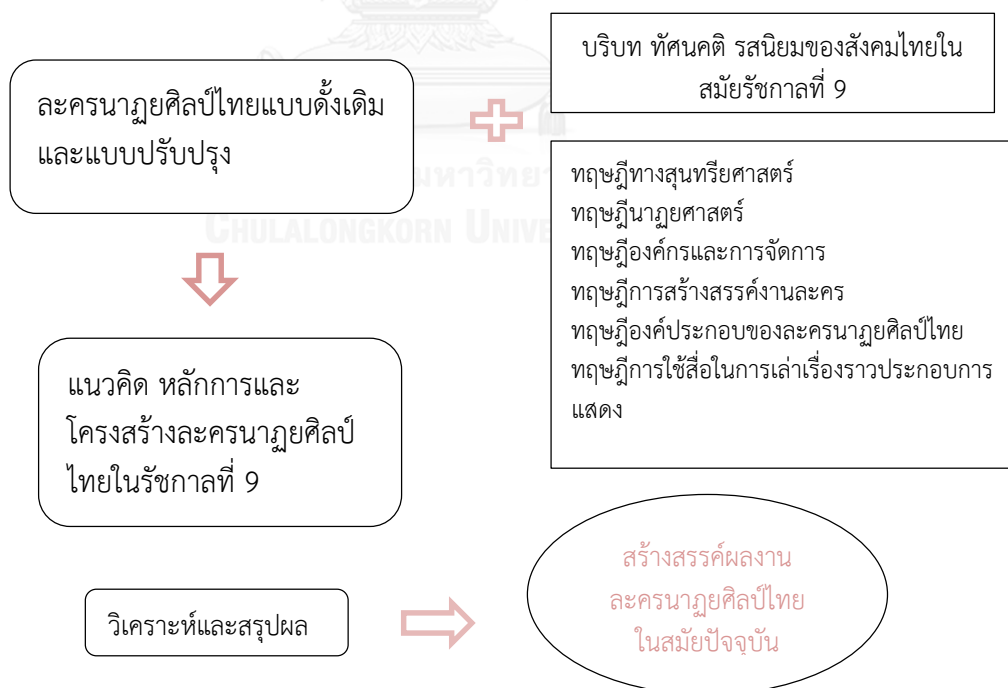 ละครนาฏยศิลป์ไทยแบบดั้งเดิม
และแบบปรับปรุง
บริบท ทัศนคติ รสนิยมของสังคมไทยใน
สมัยรัชกาลที่ 9
ทฤษฎีทางสุนทรียศาสตร์
ทฤษฎีนาฏยศาสตร์
ทฤษฎีองค์กรและการจัดการ
ทฤษฎีการสร้างสรรค์งานละคร
ทฤษฎีองค์ประกอบของละครนาฏยศิลป์ไทย
ทฤษฎีการใช้สื่อในการเล่าเรื่องราวประกอบการ
แสดง
CHULALONGKORN UNIVE
แนวคิด หลักการและ
โครงสร้างละครนาฏยศิลป์
ไทยในรัชกาลที่ 9
วิเคราะห์และสรุปผล
สร้างสรรค์ผลงาน
ละครนาฏยศิลป์ไทย
ในสมัยปัจจุบัน